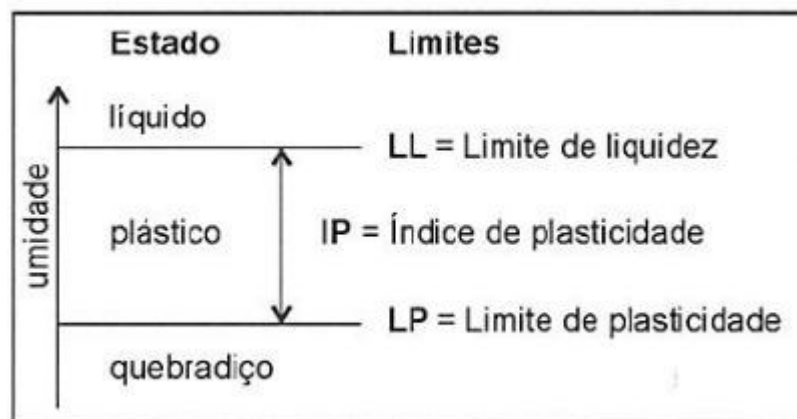 Estado Limites
líquido
LL = Limite de liquidez
plástico IP = Índice de plasticidade
LP = Limite de plasticidade
quebradiço
umidade